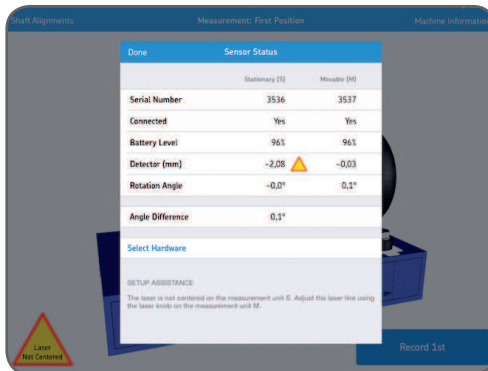 Shaft Alignments Measurement: First Position Machine Information
Done Sensor Status
Stationary (S) Movable (M)
Serial Number 3536 3537
Connected Yes Yes
Battery Level 96% 96%
Detector (mm) -2,08 -0,03
Rotation Angle -0,0° 0,1°
Angle Difference 0,1°
Select Hardware
SETUP ASSISTANCE
The laser is not centered on the measurement unit S. Adjust the laser line using
the laser knob on the measurement unit M.
Laser
Not Centered
Record 1st